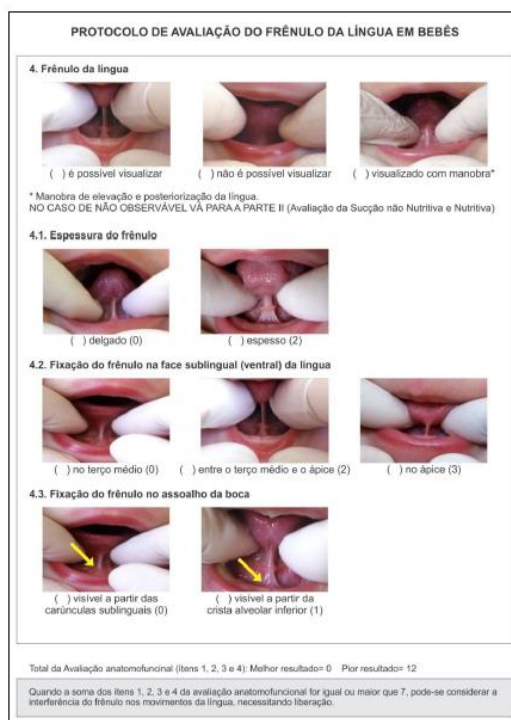 PROTOCOLO DE AVALIAÇÃO DO FRÊNULO DA LÍNGUA EM BEBÊS
4. Frênulo da língua
( ) é possível visualizar ( ) não é possível visualizar ( ) visualizado com manobra*
* Manobra de elevação e posteriorização da língua.
NO CASO DE NÃO OBSERVÁVEL VÁ PARA A PARTE II (Avaliação da Sucção não Nutritiva e Nutritiva)
4.1. Espessura do frênulo
( ) delgado (0) ( ) espesso (2)
4.2. Fixação do frênulo na face sublingual (ventral) da língua
( ) no terço médio (0) ( ) entre o terço médio e o ápice (2) ( ) no ápice (3)
4.3. Fixação do frênulo no assoalho da boca
( ) visível a partir das ( ) visível a partir da
carúnculas sublinguais (0) crista alveolar inferior (1)
Total da Avaliação anatomofuncinal (itens 1, 2, 3 e 4): Melhor resultado= 0 Pior resultado= 12
Quando a soma dos itens 1, 2, 3 e 4 da avaliação anatomofuncional for igual ou maior que 7, pode-se considerar a
interferência do frênulo nos movimentos da língua, necessitando liberação.